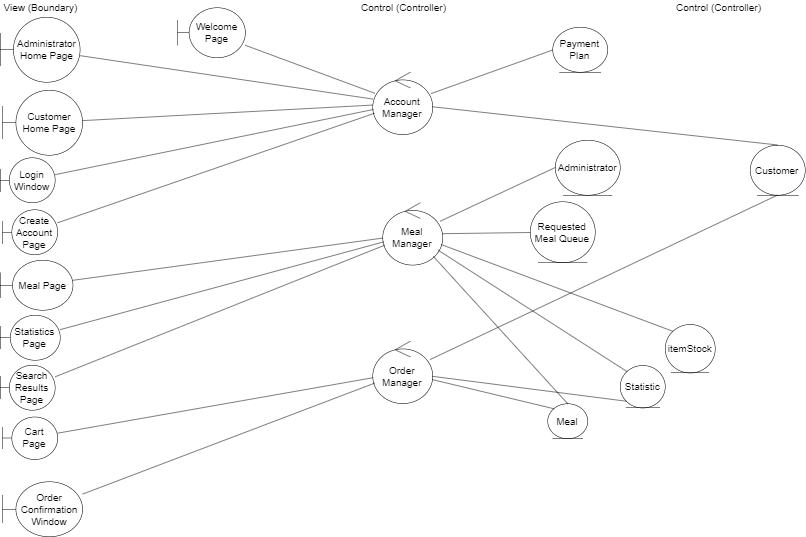 View (Boundary)
Control (Controller)
Control (Controller)
Welcome
Page
Administrator
Home Page
Payment
Plan
Account
Manager
Customer
Home Page
Login
Window
Administrator
Customer
Create
Account
Page
Meal
Manager
Requested
Meal Queue
Meal Page
Statistics
Page
itemStock
Search
Results
Page
Order
Manager
Statistic
Meal
Cart
Page
Order
Confirmation
Window